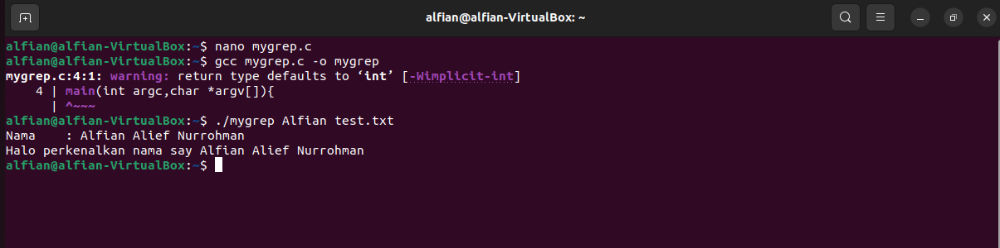 alfian@alfian-VirtualBox: ~
alfian@alfian-VirtualBox:~$ nano mygrep.c
alfian@alfian-VirtualBox:~$ gcc mygrep.c -o mygrep
mygrep.c:4:1: warning: return type defaults to ‘int’ [-Wimplicit-int]
    4 | main(int argc,char *argv[]){
      | ^~~~
alfian@alfian-VirtualBox:~$ ./mygrep Alfian test.txt
Nama    : Alfian Alief Nurrohman
Halo perkenalkan nama say Alfian Alief Nurrohman
alfian@alfian-VirtualBox:~$